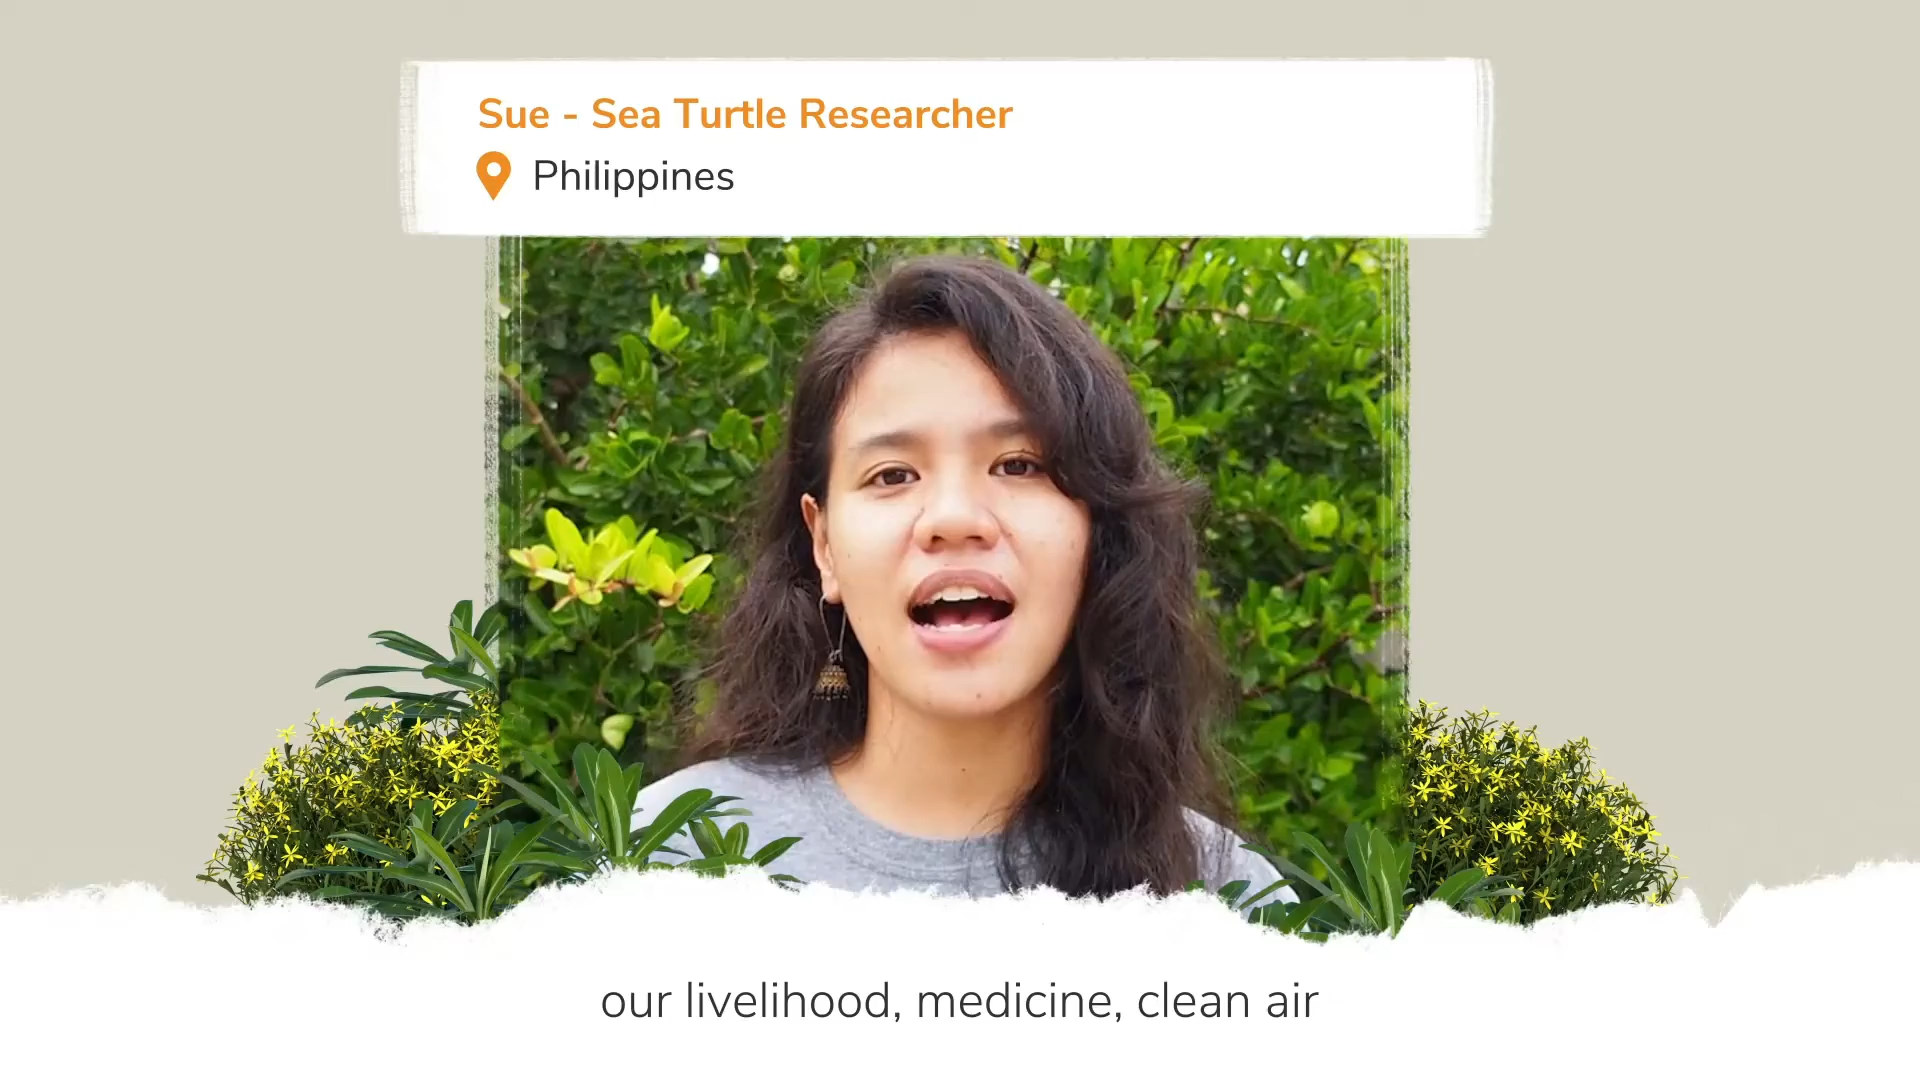 Sue - Sea Turtle Researcher
Philippines
our livelihood, medicine, clean air